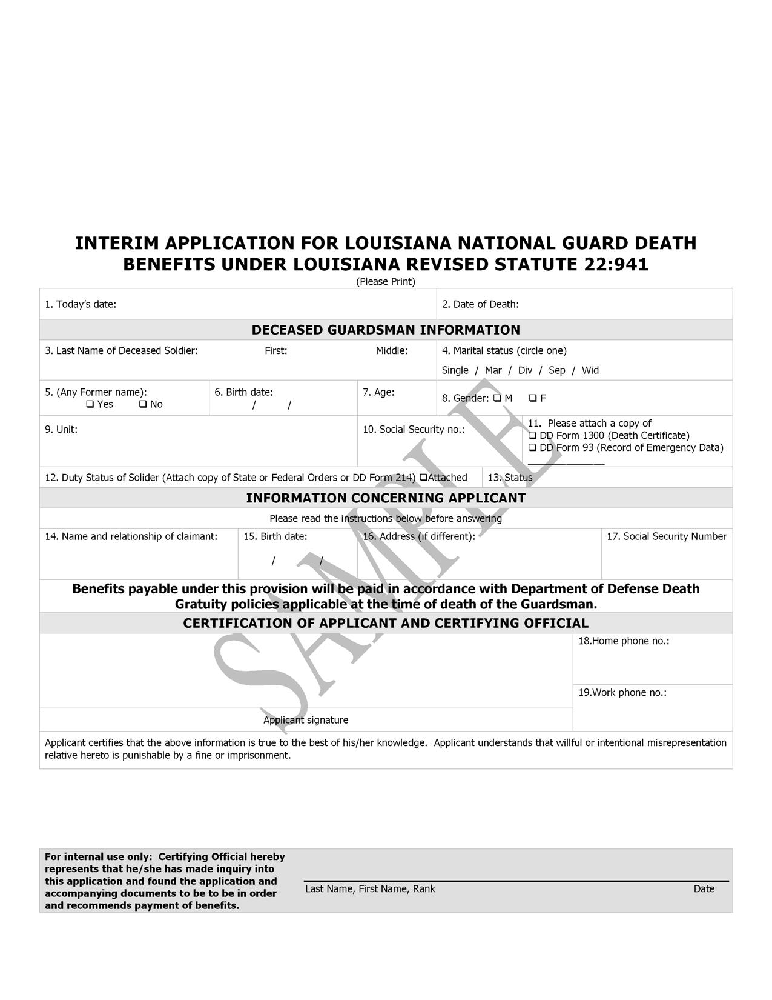 INTERIM APPLICATION FOR LOUISIANA NATIONAL GUARD DEATH
BENEFITS UNDER LOUISIANA REVISED STATUTE 22:941
(Please Print)
1. Today’s date:
2. Date of Death:
DECEASED GUARDSMAN INFORMATION
3. Last Name of Deceased Soldier: First: Middle:
4. Marital status (circle one)
Single / Mar / Div / Sep / Wid
5. (Any Former name):
❑ Yes ❑ No
6. Birth date:
/ /
7. Age:
8. Gender: ❑ M ❑ F
9. Unit:
10. Social Security no.:
11. Please attach a copy of
❑ DD Form 1300 (Death Certificate)
❑ DD Form 93 (Record of Emergency Data)
_______________
12. Duty Status of Solider (Attach copy of State or Federal Orders or DD Form 214) ❑Attached
13. Status
INFORMATION CONCERNING APPLICANT
Please read the instructions below before answering
14. Name and relationship of claimant:
15. Birth date:
/ /
16. Address (if different):
17. Social Security Number
Benefits payable under this provision will be paid in accordance with Department of Defense Death
Gratuity policies applicable at the time of death of the Guardsman.
CERTIFICATION OF APPLICANT AND CERTIFYING OFFICIAL
18.Home phone no.:
19.Work phone no.:
Applicant signature
Applicant certifies that the above information is true to the best of his/her knowledge. Applicant understands that willful or intentional misrepresentation
relative hereto is punishable by a fine or imprisonment.
SAMPLE
For internal use only: Certifying Official hereby
represents that he/she has made inquiry into
this application and found the application and
accompanying documents to be to be in order
and recommends payment of benefits.
Last Name, First Name, Rank Date